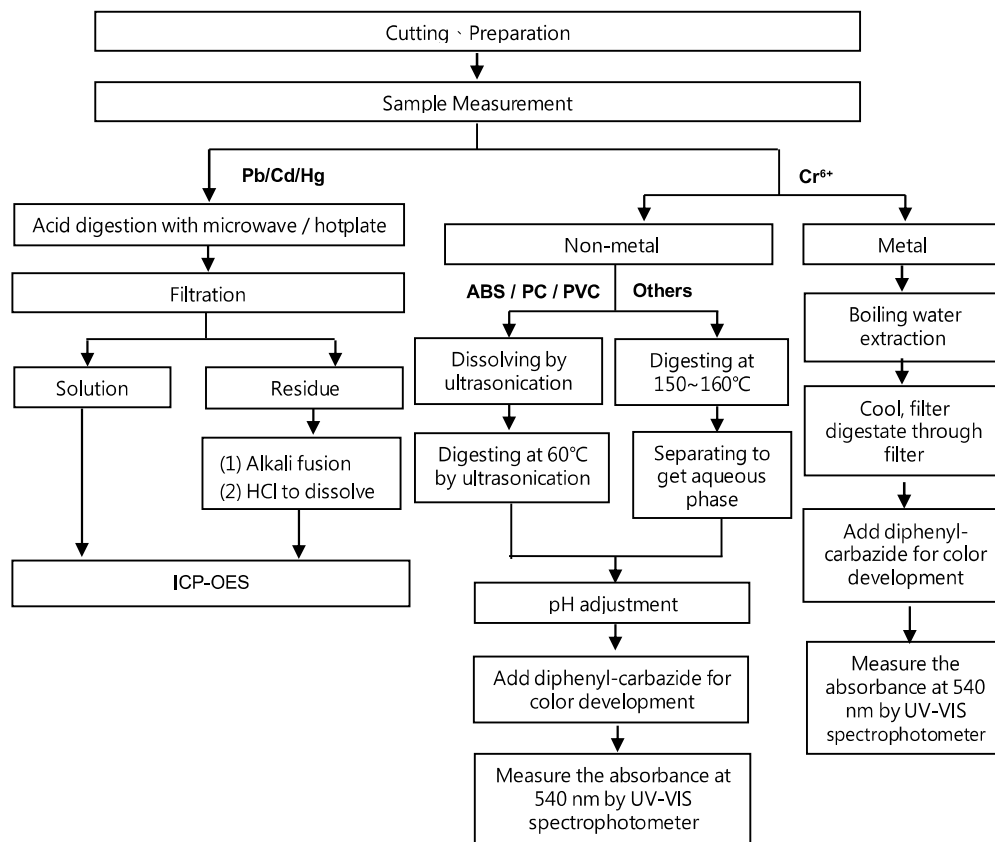 Cutting、Preparation
Sample Measurement
Pb/Cd/Hg
Cr⁶⁺
Acid digestion with microwave / hotplate
Filtration
Solution
Residue
(1) Alkali fusion
(2) HCl to dissolve
ICP-OES
Non-metal
ABS / PC / PVC
Others
Dissolving by
ultrasonication
Digesting at 60℃
by ultrasonication
Digesting at
150~160℃
Separating to
get aqueous
phase
pH adjustment
Add diphenyl-carbazide for
color development
Measure the absorbance at
540 nm by UV-VIS
spectrophotometer
Metal
Boiling water
extraction
Cool, filter
digestate through
filter
Add diphenyl-
carbazide for color
development
Measure the
absorbance at 540
nm by UV-VIS
spectrophotometer